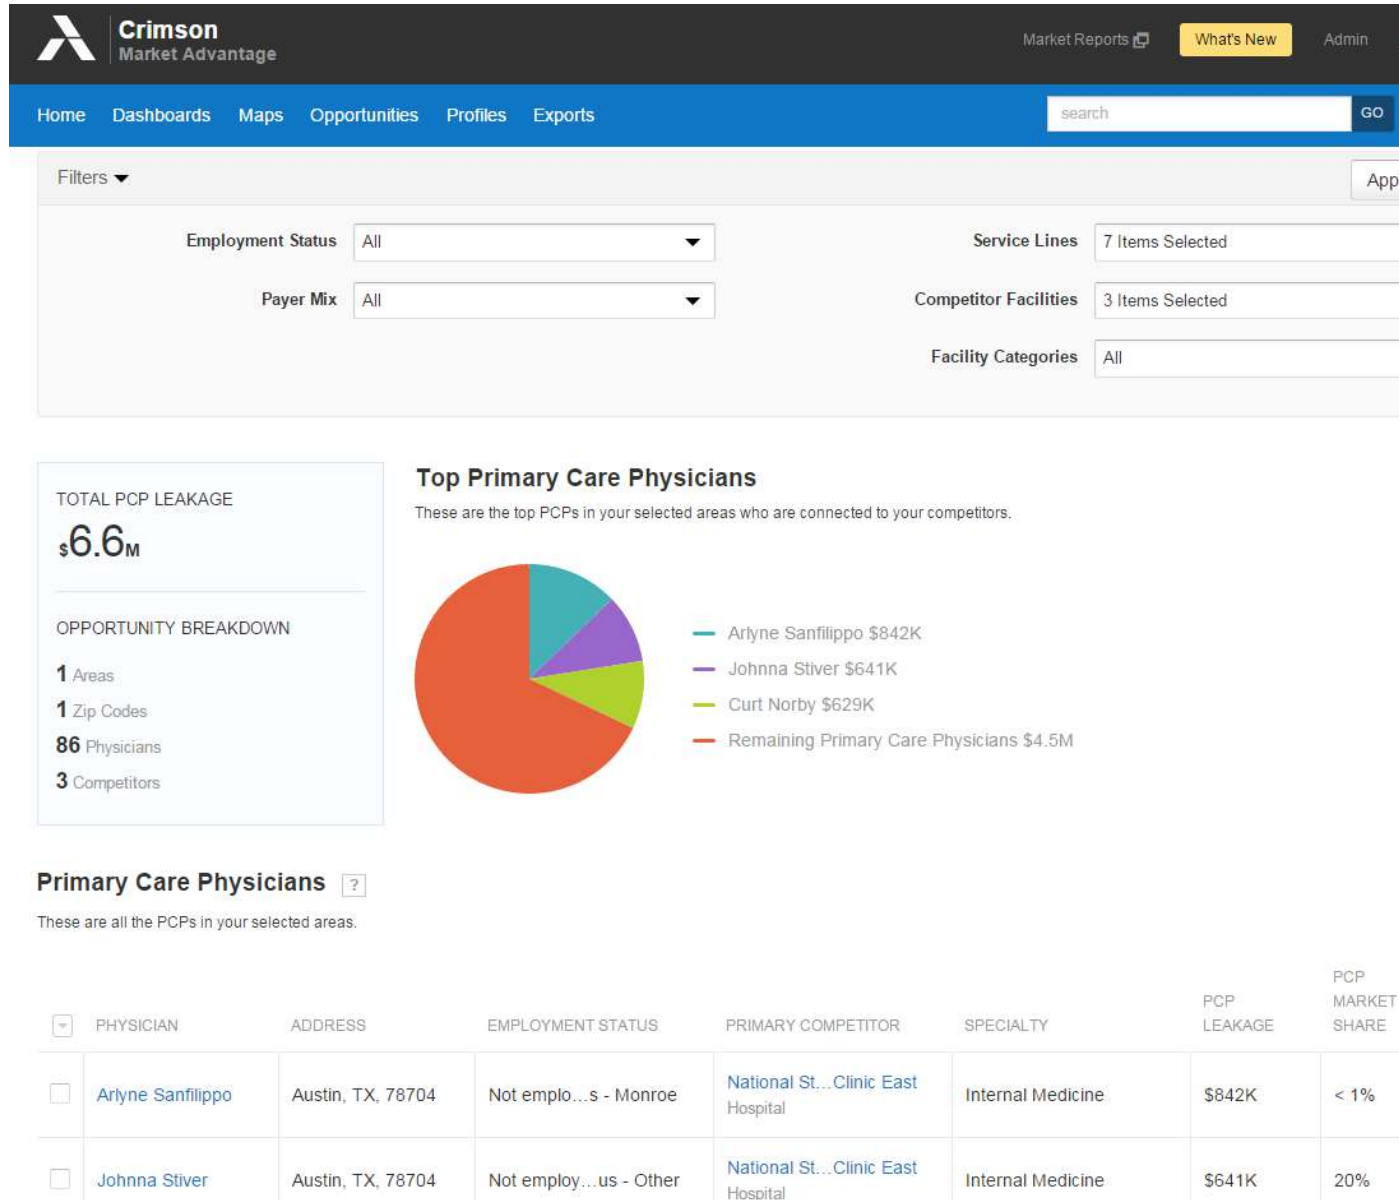 Crimson
Market Advantage
Market Reports
What's New
Admin
Home Dashboards Maps Opportunities Profiles Exports
search
GO
Filters
App
Employment Status All
Service Lines 7 Items Selected
Payer Mix All
Competitor Facilities 3 Items Selected
Facility Categories All
TOTAL PCP LEAKAGE
$6.6M
OPPORTUNITY BREAKDOWN
1 Areas
1 Zip Codes
86 Physicians
3 Competitors
Top Primary Care Physicians
These are the top PCPs in your selected areas who are connected to your competitors.
Arlyne Sanfilippo $842K
Johnna Stiver $641K
Curt Norby $629K
Remaining Primary Care Physicians $4.5M
Primary Care Physicians ?
These are all the PCPs in your selected areas.
PHYSICIAN
ADDRESS
EMPLOYMENT STATUS
PRIMARY COMPETITOR
SPECIALTY
PCP
LEAKAGE
PCP
MARKET
SHARE
Arlyne Sanfilippo
Austin, TX, 78704
Not emplo...s - Monroe
National St...Clinic East
Hospital
Internal Medicine
$842K
< 1%
Johnna Stiver
Austin, TX, 78704
Not employ...us - Other
National St...Clinic East
Hospital
Internal Medicine
$641K
20%